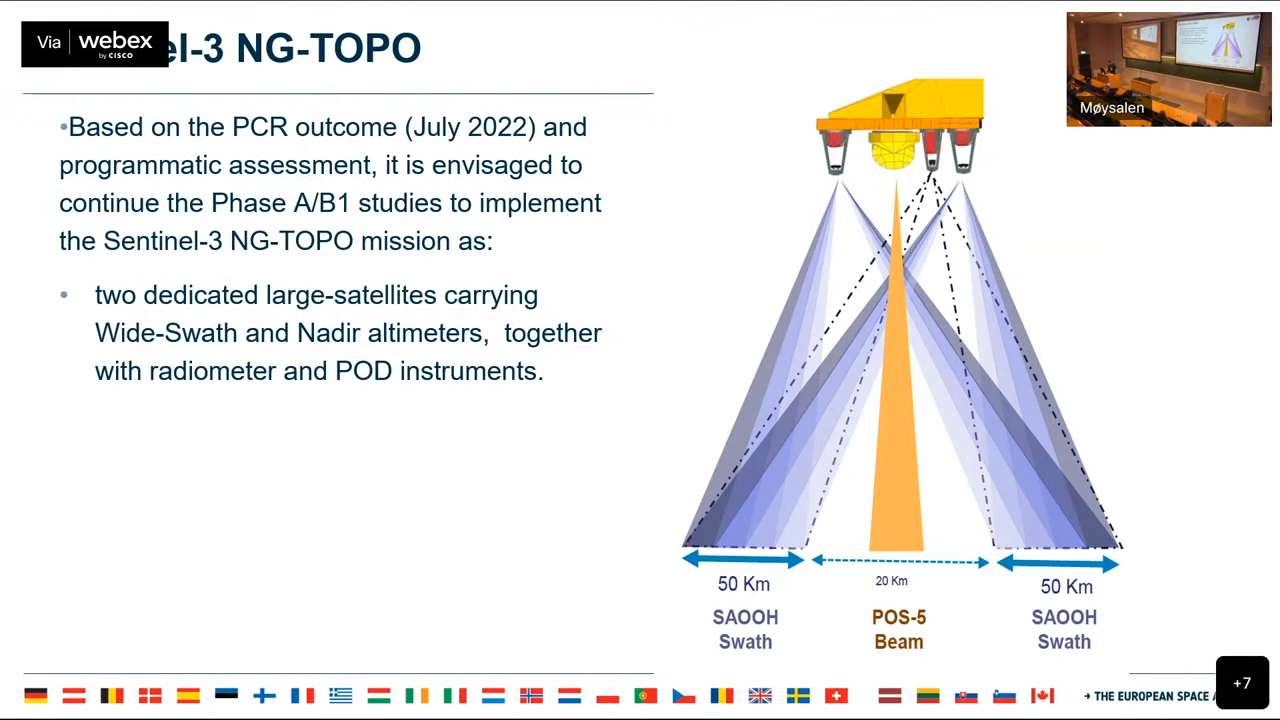 Via webex
by CISCO
el-3 NG-TOPO
Møysalen
•Based on the PCR outcome (July 2022) and
programmatic assessment, it is envisaged to
continue the Phase A/B1 studies to implement
the Sentinel-3 NG-TOPO mission as:
• two dedicated large-satellites carrying
Wide-Swath and Nadir altimeters, together
with radiometer and POD instruments.
50 Km
20 Km
50 Km
SAOOH
Swath
POS-5
Beam
SAOOH
Swath
→ THE EUROPEAN SPACE A
+7